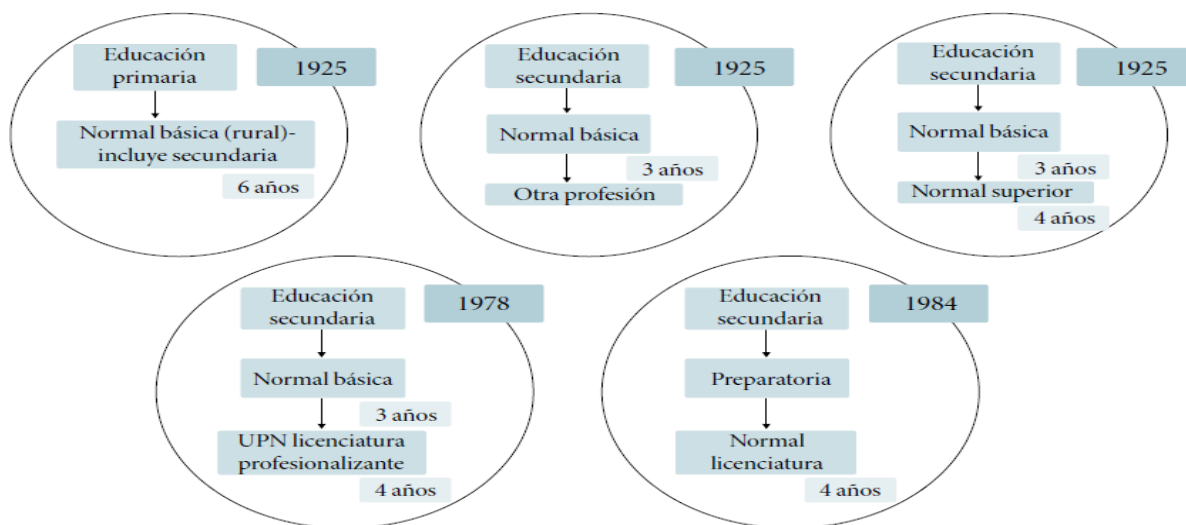 Educación
primaria
1925
Normal básica (rural)-
incluye secundaria
6 años
Educación
secundaria
1925
Normal básica
3 años
Otra profesión
Educación
secundaria
1925
Normal básica
3 años
Normal superior
4 años
Educación
secundaria
1978
Normal básica
3 años
UPN licenciatura
profesionalizante
4 años
Educación
secundaria
1984
Preparatoria
Normal
licenciatura
4 años